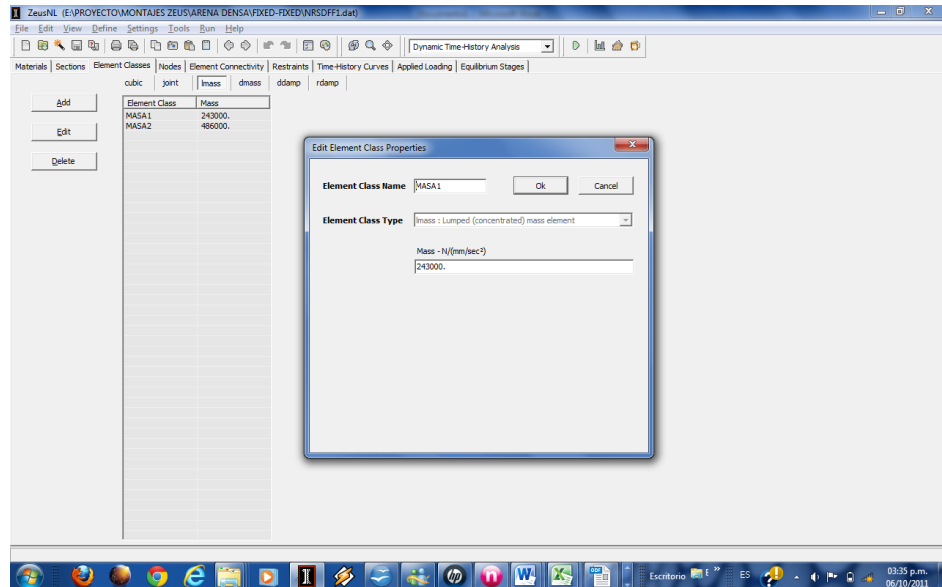 ZeusNL (E:\PROYECTO\MONTAJES ZEUS\ARENA DENSA\FIXED-FIXED\NRSDFF1.dat)
File Edit View Define Settings Tools Run Help
Dynamic Time-History Analysis
Materials Sections Element Classes Nodes Element Connectivity Restraints Time-History Curves Applied Loading Equilibrium Stages
cubic joint lmass dmass ddamp rdamp
Add
Edit
Delete
Element Class Mass
MASA1 243000.
MASA2 486000.
Edit Element Class Properties
Element Class Name MASA1 Ok Cancel
Element Class Type lmass : Lumped (concentrated) mass element
Mass - N/(mm/sec²)
243000.
Escritorio E » ES 03:35 p.m.
06/10/2011